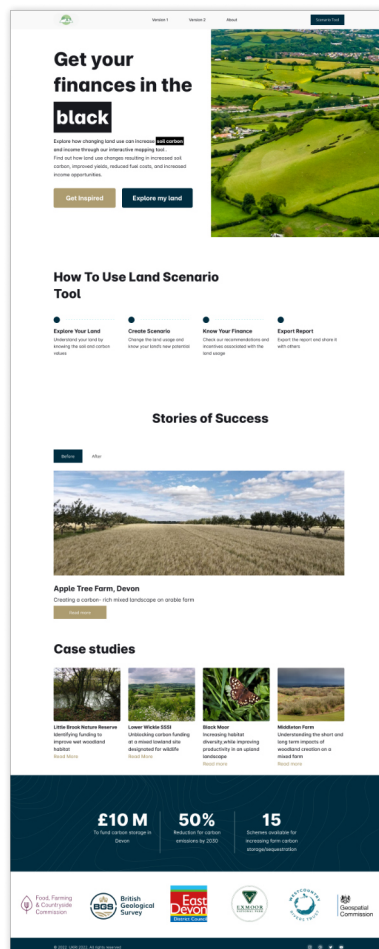 Version 1 Version 2 About Scenario Tool
Get your
finances in the
black
Explore how changing land use can increase soil carbon
and income through our interactive mapping tool.
Find out how land use changes resulting in increased soil
carbon, improved yields, reduced fuel costs, and increased
income opportunities.
Get Inspired Explore my land
How To Use Land Scenario
Tool
Explore Your Land
Understand your land by
knowing the soil and carbon
values
Create Scenario
Change the land usage and
know your land's new potential
Know Your Finance
Check our recommendations and
incentives associated with the
land usage
Export Report
Export the report and share it
with others
Stories of Success
Before After
Apple Tree Farm, Devon
Creating a carbon- rich mixed landscape on arable farm
Read more
Case studies
Little Brook Nature Reserve
Identifying funding to
improve wet woodland
habitat
Read More
Lower Wickle SSSI
Unblocking carbon funding
at a mixed lowland site
designated for wildlife
Read More
Black Moor
Increasing habitat
diversity,while improving
productivity in an upland
landscape
Read more
Middleton Farm
Understanding the short and
long term impacts of
woodland creation on a
mixed farm
Read more
£10 M
To fund carbon storage in
Devon
50%
Reduction for carbon
emissions by 2030
15
Schemes available for
increasing farm carbon
storage/sequestration
Food, Farming
& Countryside
Commission
BGS
British
Geological
Survey
East
Devon
District Council
EXMOOR
NATIONAL PARK
WESTCOUNTRY
RIVERS TRUST
Geospatial
Commission